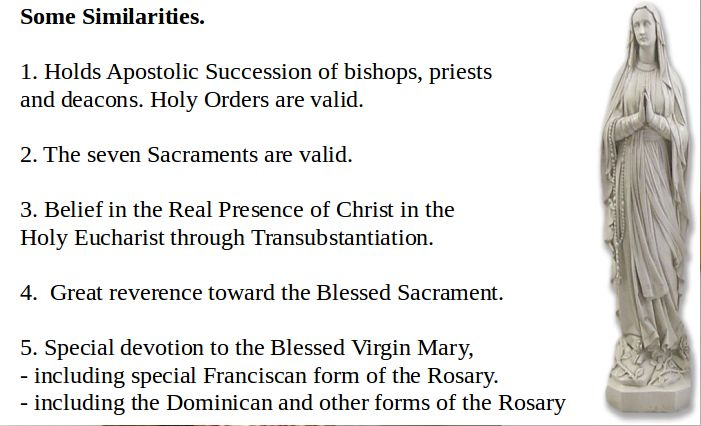 Some Similarities.
1. Holds Apostolic Succession of bishops, priests
and deacons. Holy Orders are valid.
2. The seven Sacraments are valid.
3. Belief in the Real Presence of Christ in the
Holy Eucharist through Transubstantiation.
4.  Great reverence toward the Blessed Sacrament.
5. Special devotion to the Blessed Virgin Mary,
- including special Franciscan form of the Rosary.
- including the Dominican and other forms of the Rosary